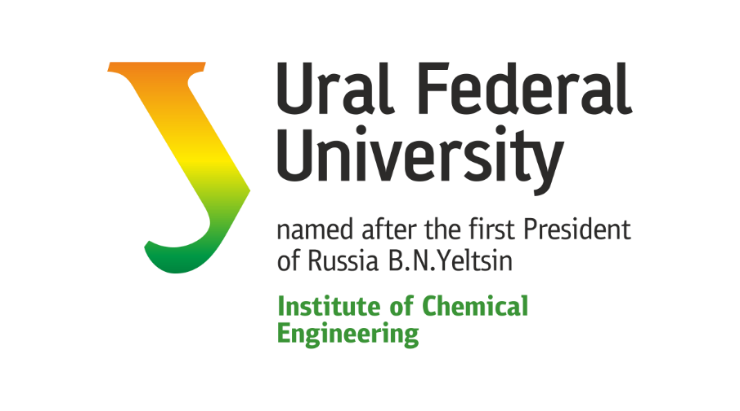 Ural Federal
University
named after the first President
of Russia B.N.Yeltsin
Institute of Chemical
Engineering